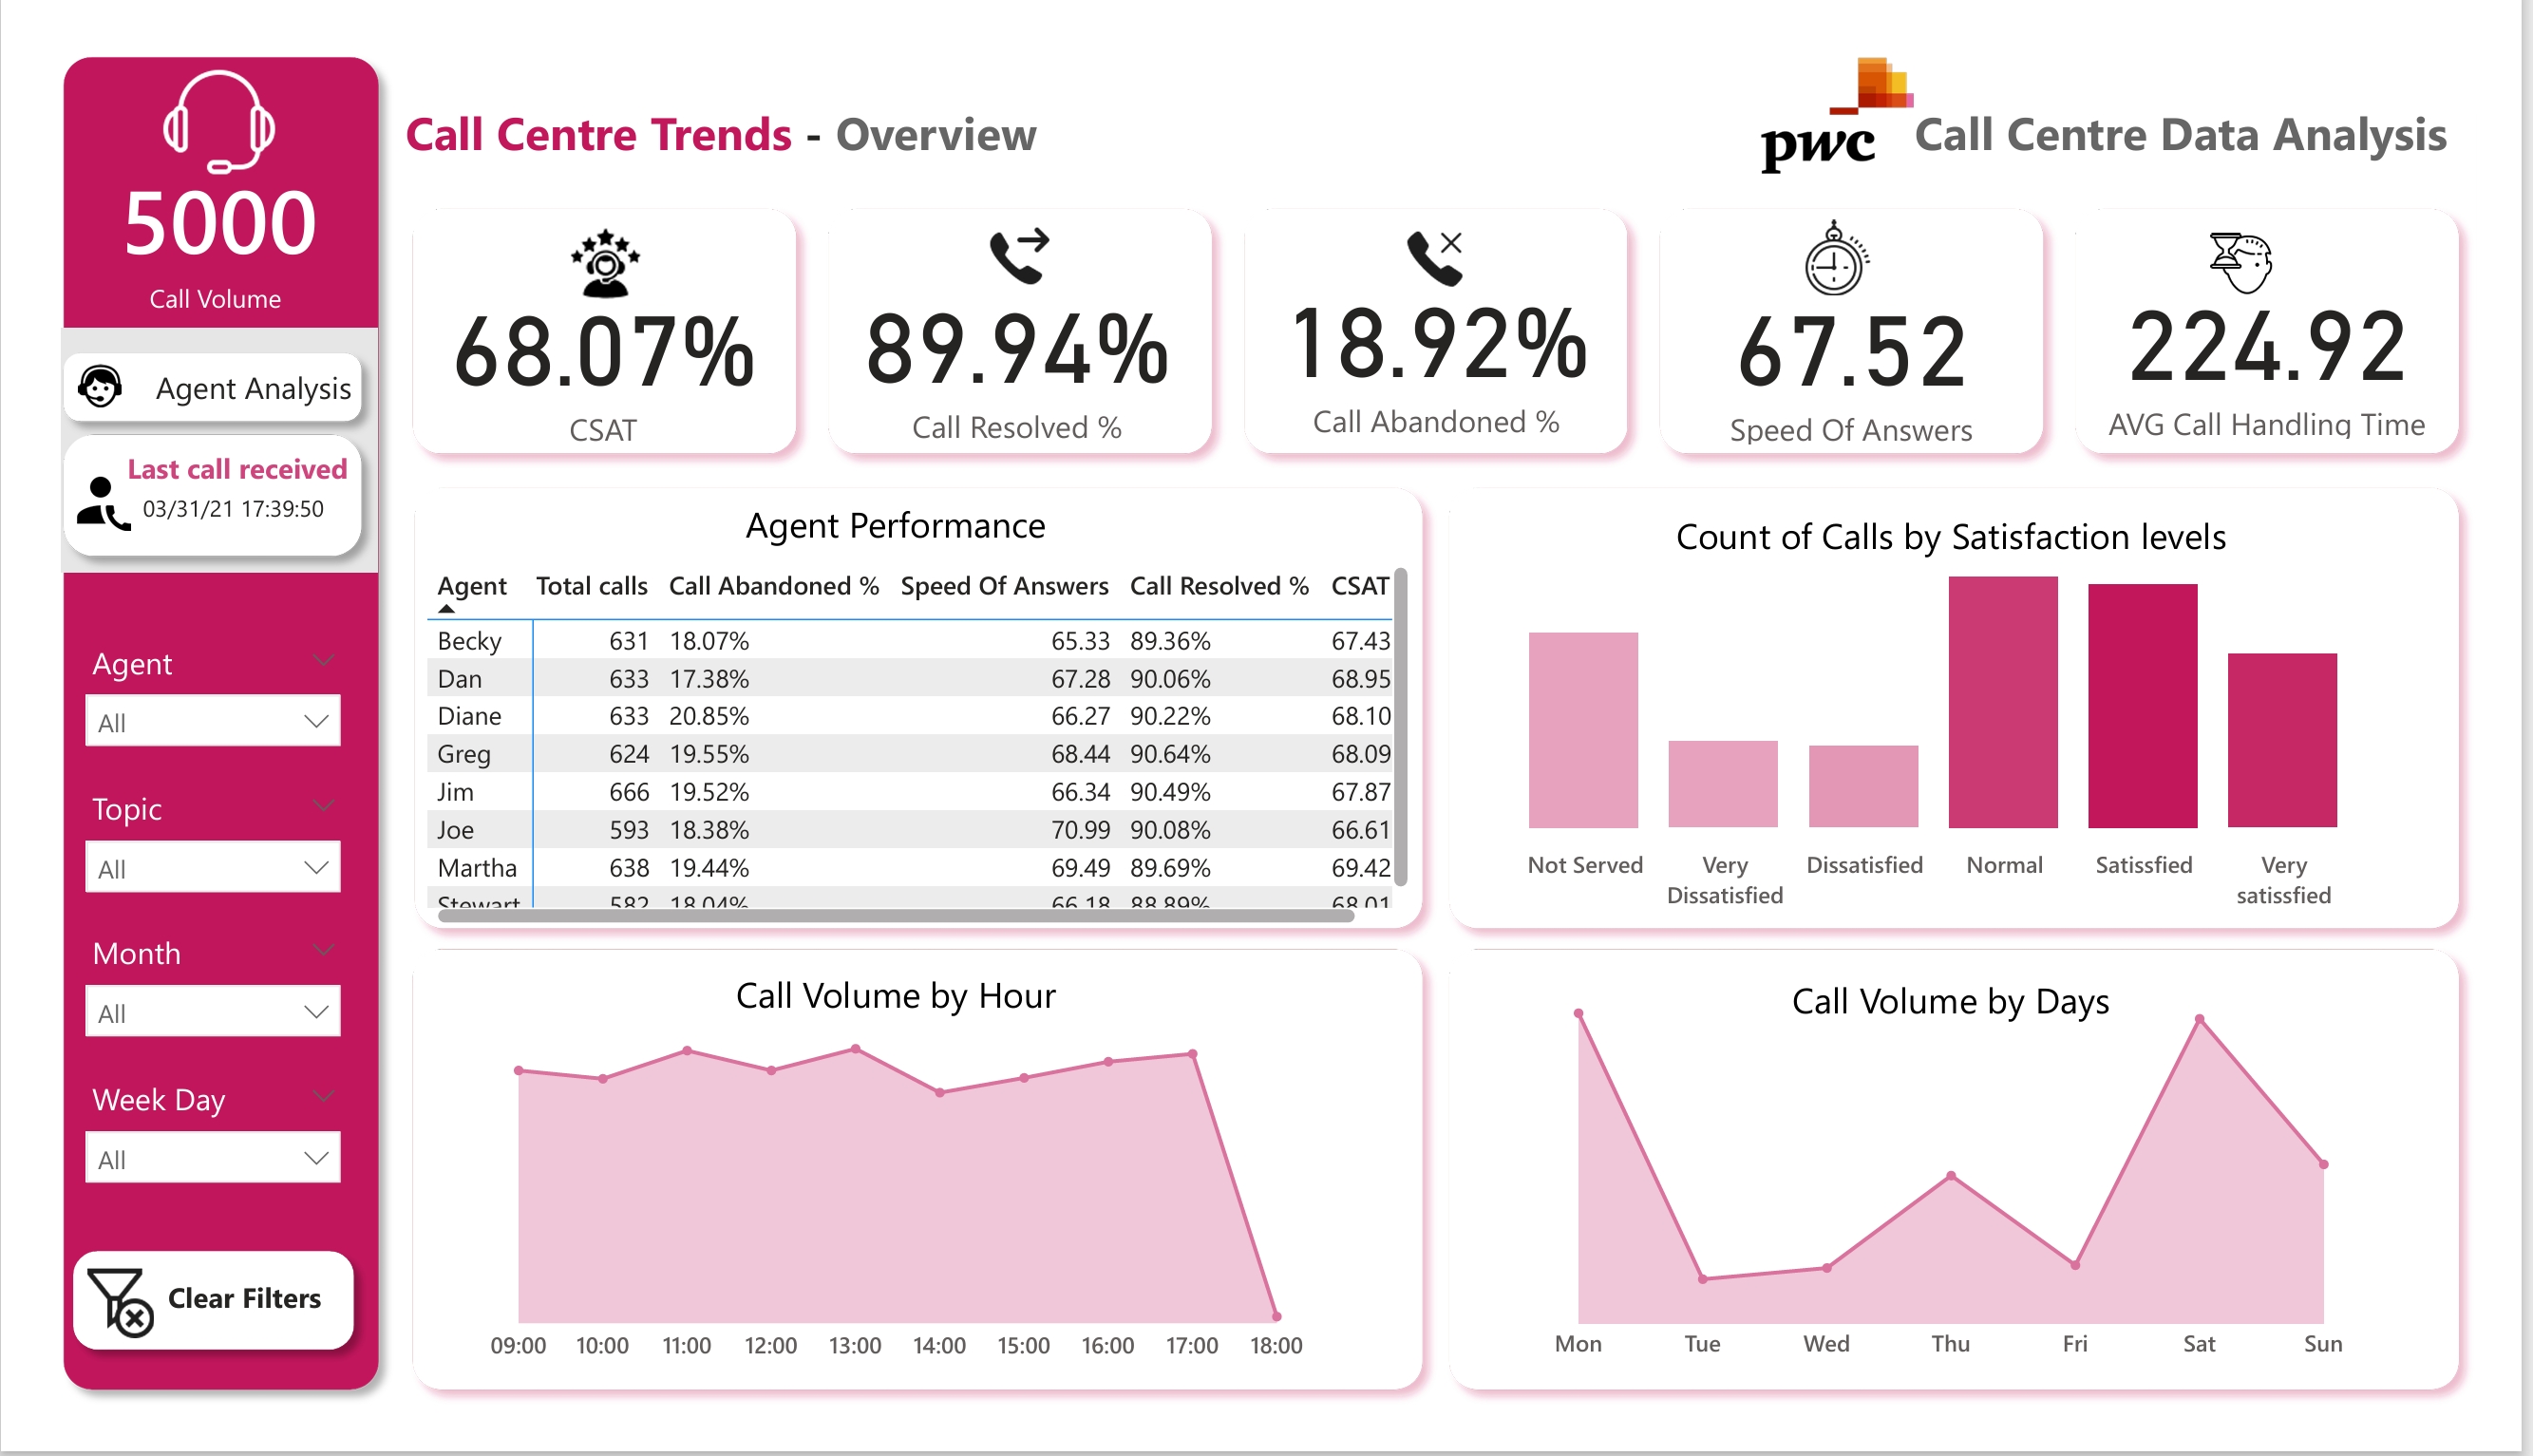 5000
Call Volume
Agent Analysis
Last call received
03/31/21 17:39:50
Agent
All
Topic
All
Month
All
Week Day
All
Clear Filters
Call Centre Trends - Overview
pwc Call Centre Data Analysis
68.07%
CSAT
89.94%
Call Resolved %
18.92%
Call Abandoned %
67.52
Speed Of Answers
224.92
AVG Call Handling Time
Agent Performance
Agent Total calls Call Abandoned % Speed Of Answers Call Resolved % CSAT
Becky 631 18.07% 65.33 89.36% 67.43
Dan 633 17.38% 67.28 90.06% 68.95
Diane 633 20.85% 66.27 90.22% 68.10
Greg 624 19.55% 68.44 90.64% 68.09
Jim 666 19.52% 66.34 90.49% 67.87
Joe 593 18.38% 70.99 90.08% 66.61
Martha 638 19.44% 69.49 89.69% 69.42
Stewart 582 18.04% 66.18 88.89% 68.01
Count of Calls by Satisfaction levels
Not Served
Very
Dissatisfied
Dissatisfied
Normal
Satissfied
Very
satissfied
Call Volume by Hour
09:00 10:00 11:00 12:00 13:00 14:00 15:00 16:00 17:00 18:00
Call Volume by Days
Mon Tue Wed Thu Fri Sat Sun